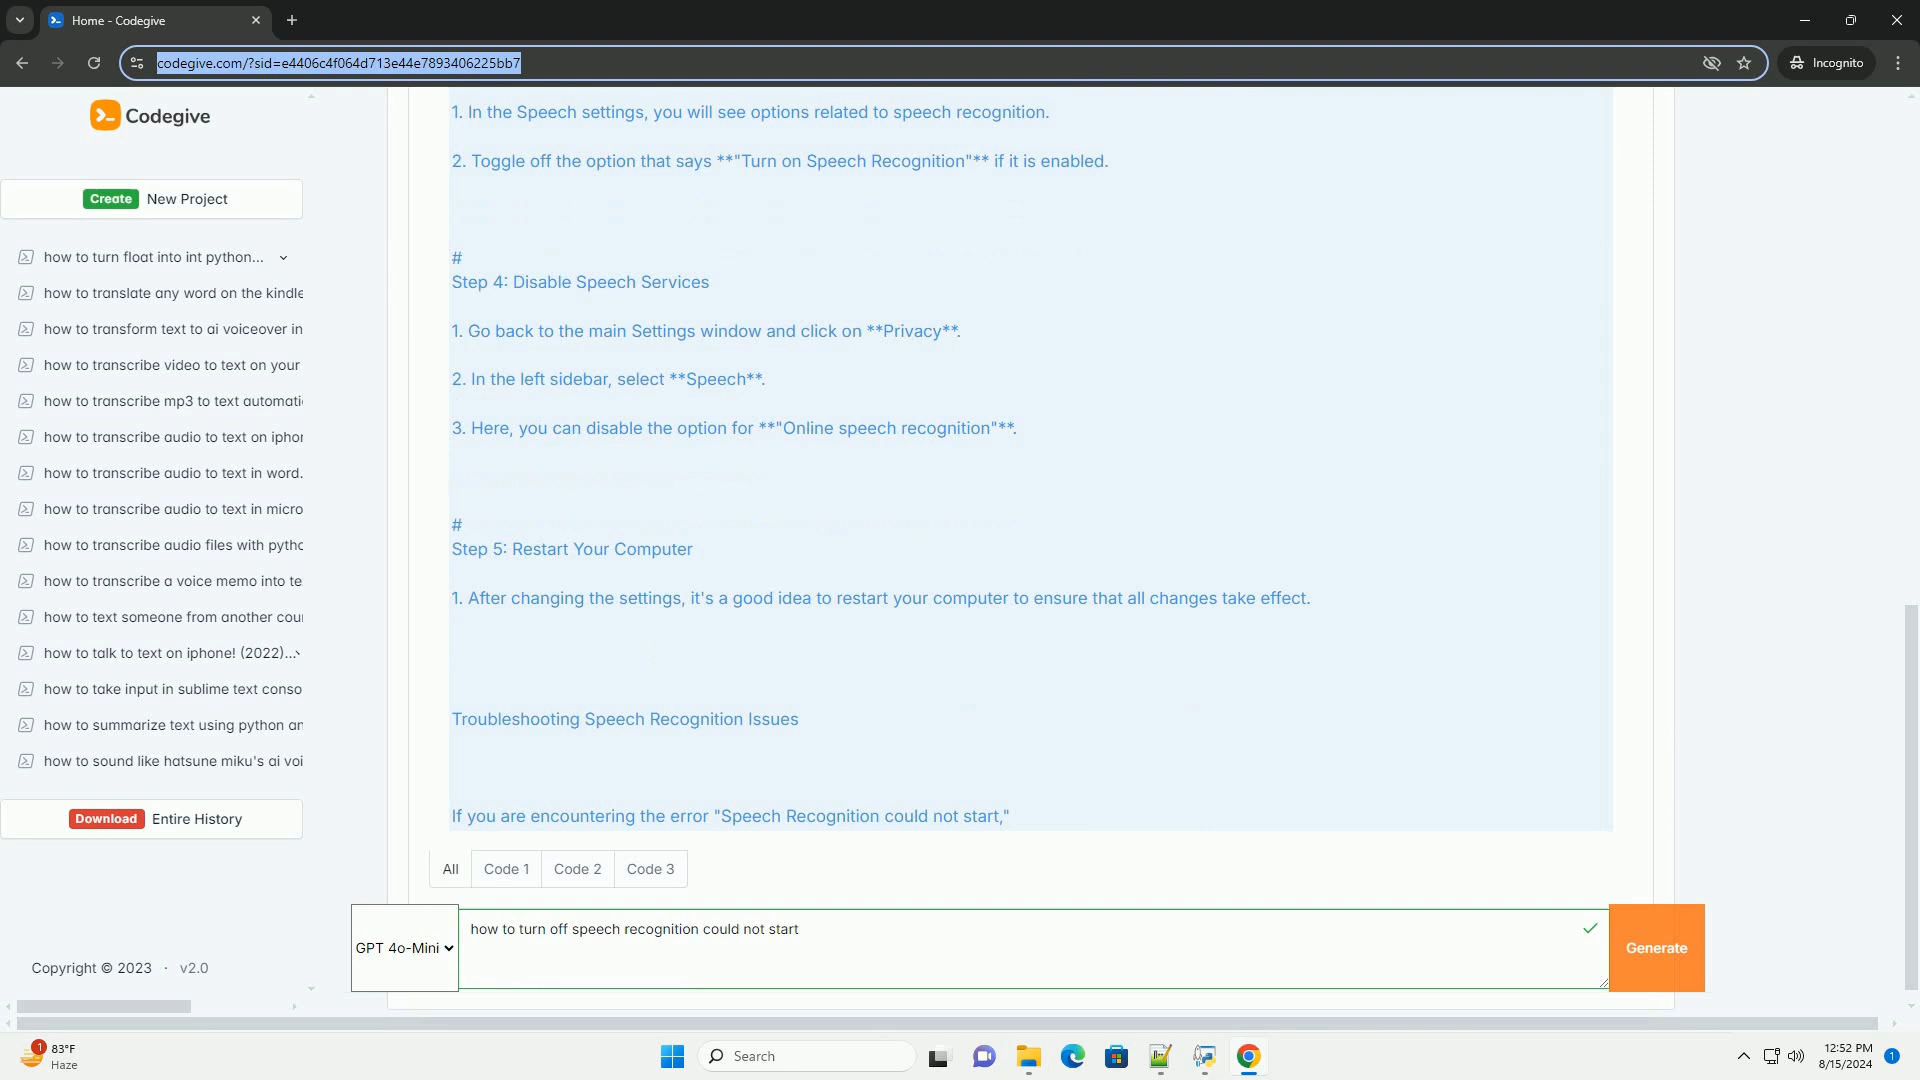 Home - Codegive
codegive.com/?sid=e4406c4f064d713e44e7893406225bb7
Incognito
Codegive
Create New Project
how to turn float into int python...
how to translate any word on the kindle
how to transform text to ai voiceover in
how to transcribe video to text on your
how to transcribe mp3 to text automati
how to transcribe audio to text on iphor
how to transcribe audio to text in word.
how to transcribe audio to text in micro
how to transcribe audio files with pytho
how to transcribe a voice memo into te
how to text someone from another cou
how to talk to text on iphone! (2022)...
how to take input in sublime text conso
how to summarize text using python an
how to sound like hatsune miku's ai voi
Download Entire History
Copyright © 2023 · v2.0
1. In the Speech settings, you will see options related to speech recognition.
2. Toggle off the option that says **"Turn on Speech Recognition"** if it is enabled.
#
Step 4: Disable Speech Services
1. Go back to the main Settings window and click on **Privacy**.
2. In the left sidebar, select **Speech**.
3. Here, you can disable the option for **"Online speech recognition"**.
#
Step 5: Restart Your Computer
1. After changing the settings, it's a good idea to restart your computer to ensure that all changes take effect.
Troubleshooting Speech Recognition Issues
If you are encountering the error "Speech Recognition could not start,"
All Code 1 Code 2 Code 3
GPT 4o-Mini
how to turn off speech recognition could not start
Generate
1
83°F
Haze
Search
12:52 PM
8/15/2024
1